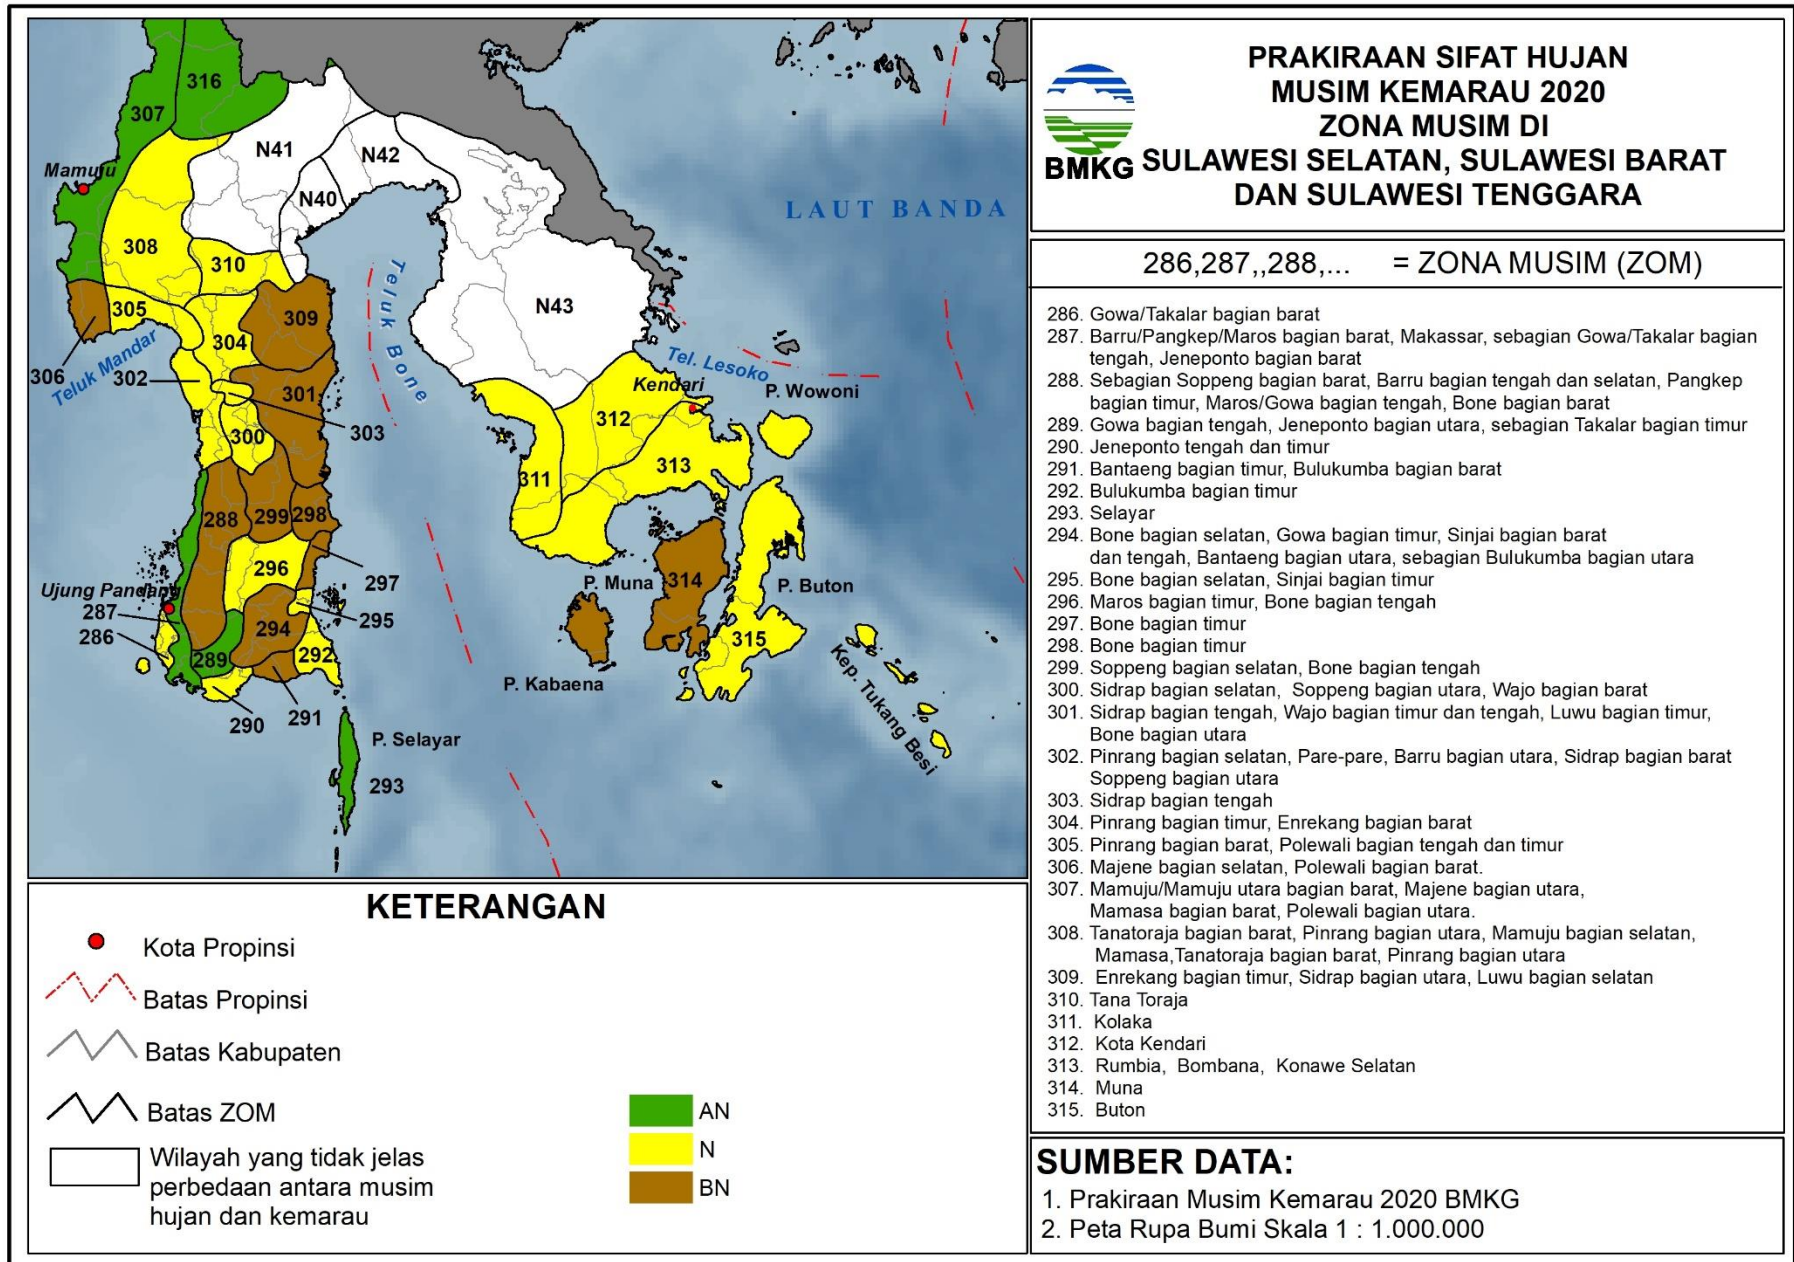 316
307
N41
N42
Mamuju
N40
LAUT BANDA
308
310
Teluk Bone
N43
305
309
304
306
302
Teluk Mandar
301
Tel. Lesoko
Kendari
P. Wowoni
312
303
300
313
311
288
299
298
296
297
P. Muna
314
P. Buton
Ujung Pandang
287
295
294
286
289
292
315
Kep. Tukang Besi
P. Kabaena
290
291
P. Selayar
293
BMKG
PRAKIRAAN SIFAT HUJAN
MUSIM KEMARAU 2020
ZONA MUSIM DI
SULAWESI SELATAN, SULAWESI BARAT
DAN SULAWESI TENGGARA
286,287,,288,... = ZONA MUSIM (ZOM)
286. Gowa/Takalar bagian barat
287. Barru/Pangkep/Maros bagian barat, Makassar, sebagian Gowa/Takalar bagian
tengah, Jeneponto bagian barat
288. Sebagian Soppeng bagian barat, Barru bagian tengah dan selatan, Pangkep
bagian timur, Maros/Gowa bagian tengah, Bone bagian barat
289. Gowa bagian tengah, Jeneponto bagian utara, sebagian Takalar bagian timur
290. Jeneponto tengah dan timur
291. Bantaeng bagian timur, Bulukumba bagian barat
292. Bulukumba bagian timur
293. Selayar
294. Bone bagian selatan, Gowa bagian timur, Sinjai bagian barat
dan tengah, Bantaeng bagian utara, sebagian Bulukumba bagian utara
295. Bone bagian selatan, Sinjai bagian timur
296. Maros bagian timur, Bone bagian tengah
297. Bone bagian timur
298. Bone bagian timur
299. Soppeng bagian selatan, Bone bagian tengah
300. Sidrap bagian selatan, Soppeng bagian utara, Wajo bagian barat
301. Sidrap bagian tengah, Wajo bagian timur dan tengah, Luwu bagian timur,
Bone bagian utara
302. Pinrang bagian selatan, Pare-pare, Barru bagian utara, Sidrap bagian barat
Soppeng bagian utara
303. Sidrap bagian tengah
304. Pinrang bagian timur, Enrekang bagian barat
305. Pinrang bagian barat, Polewali bagian tengah dan timur
306. Majene bagian selatan, Polewali bagian barat.
307. Mamuju/Mamuju utara bagian barat, Majene bagian utara,
Mamasa bagian barat, Polewali bagian utara.
308. Tanatoraja bagian barat, Pinrang bagian utara, Mamuju bagian selatan,
Mamasa,Tanatoraja bagian barat, Pinrang bagian utara
309. Enrekang bagian timur, Sidrap bagian utara, Luwu bagian selatan
310. Tana Toraja
311. Kolaka
312. Kota Kendari
313. Rumbia, Bombana, Konawe Selatan
314. Muna
315. Buton
KETERANGAN
Kota Propinsi
Batas Propinsi
Batas Kabupaten
Batas ZOM
Wilayah yang tidak jelas
perbedaan antara musim
hujan dan kemarau
AN
N
BN
SUMBER DATA:
1. Prakiraan Musim Kemarau 2020 BMKG
2. Peta Rupa Bumi Skala 1 : 1.000.000